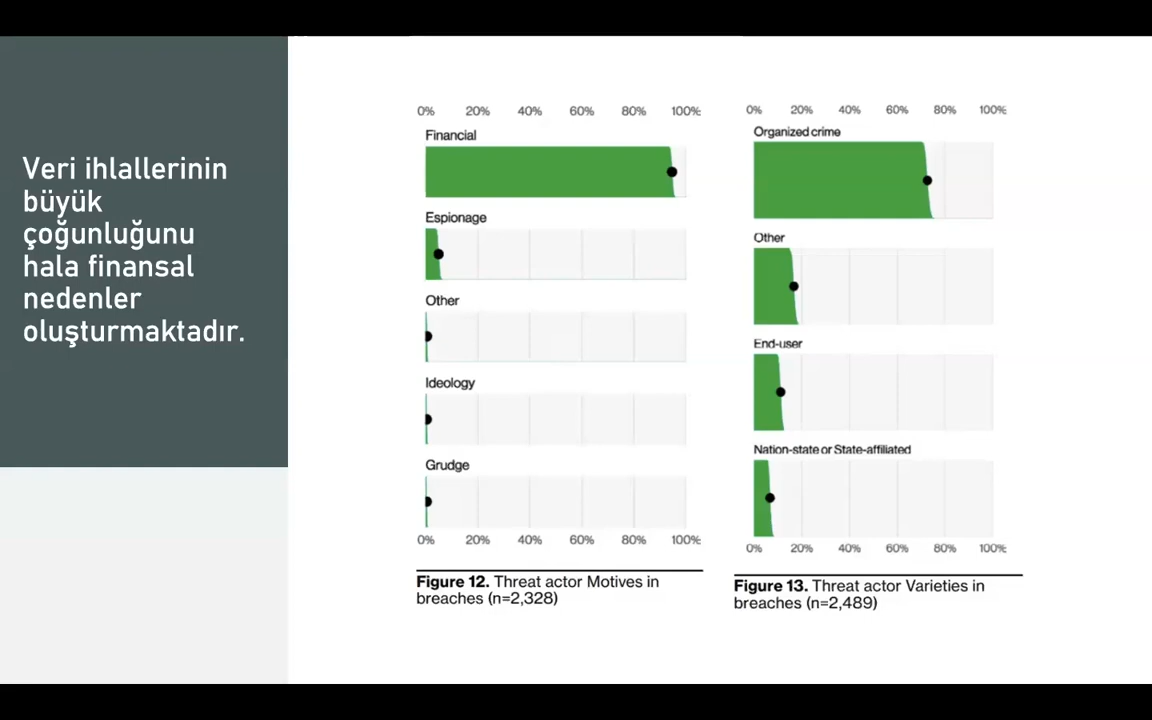 Veri ihlallerinin
büyük
çoğunluğunu
hala finansal
nedenler
oluşturmaktadır.
0% 20% 40% 60% 80% 100%
Financial
Espionage
Other
Ideology
Grudge
0% 20% 40% 60% 80% 100%
Figure 12. Threat actor Motives in
breaches (n=2,328)
0% 20% 40% 60% 80% 100%
Organized crime
Other
End-user
Nation-state or State-affiliated
0% 20% 40% 60% 80% 100%
Figure 13. Threat actor Varieties in
breaches (n=2,489)